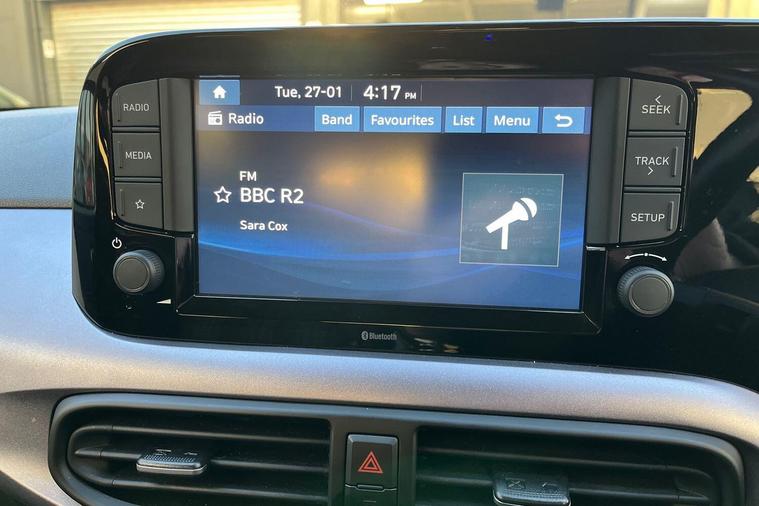 RADIO
MEDIA
Tue, 27-01 4:17 PM
Radio Band Favourites List Menu
FM
BBC R2
Sara Cox
SEEK
TRACK
SETUP
Bluetooth